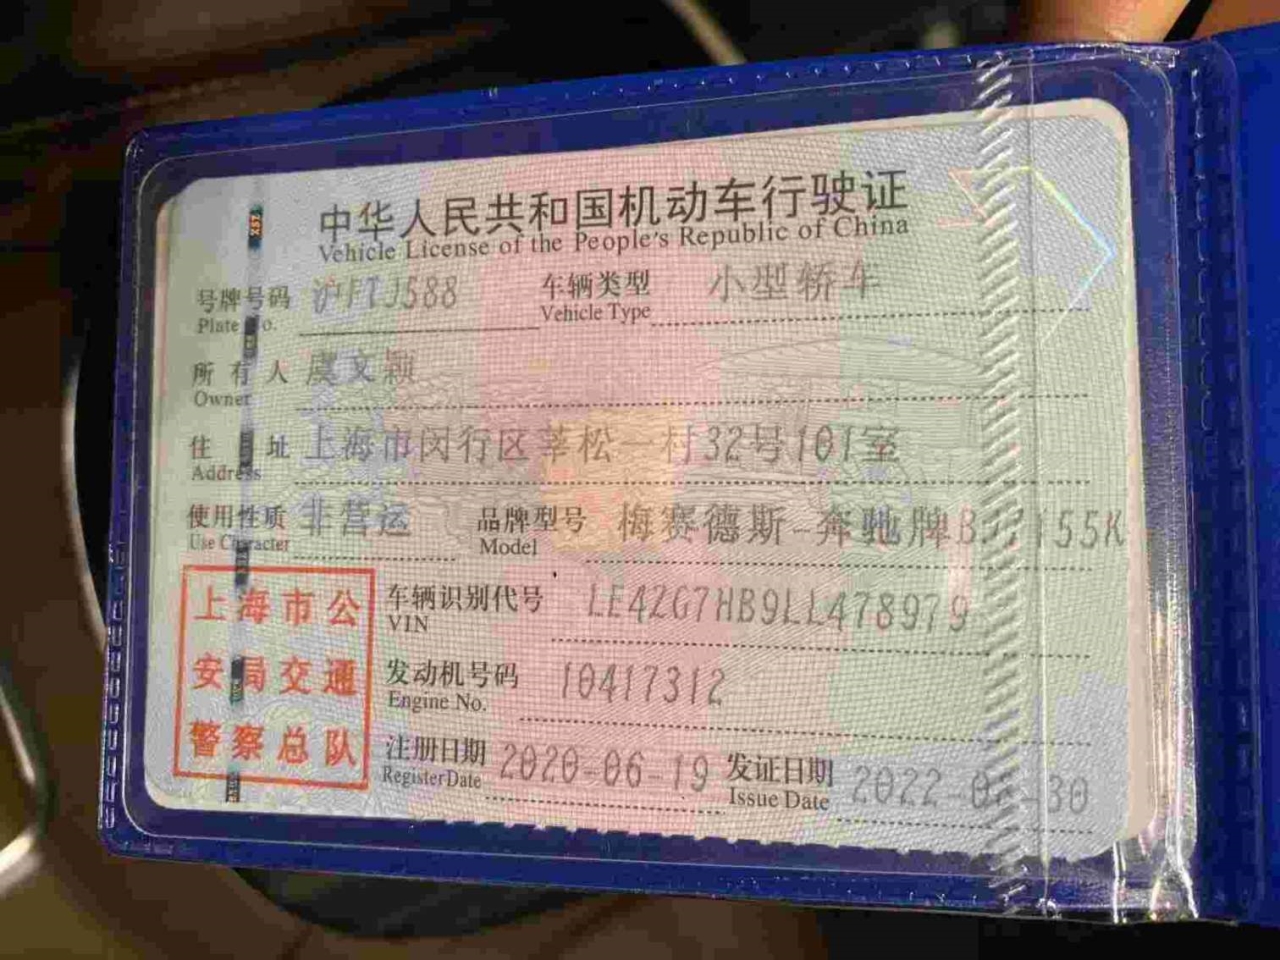 中华人民共和国机动车行驶证
Vehicle License of the People's Republic of China
号牌号码 沪FTJ588 车辆类型 小型轿车
Plate No. Vehicle Type
所有人 虞文颖
Owner
住址 上海市闵行区莘松一村32号101室
Address
使用性质 非营运 品牌型号 梅赛德斯-奔驰牌
Use Character Model
上海市公
安局交通
警察总队
车辆识别代号 LE42G7HB9LL478979
VIN
发动机号码 10417312
Engine No.
注册日期 2020-06-19 发证日期
Register Date Issue Date